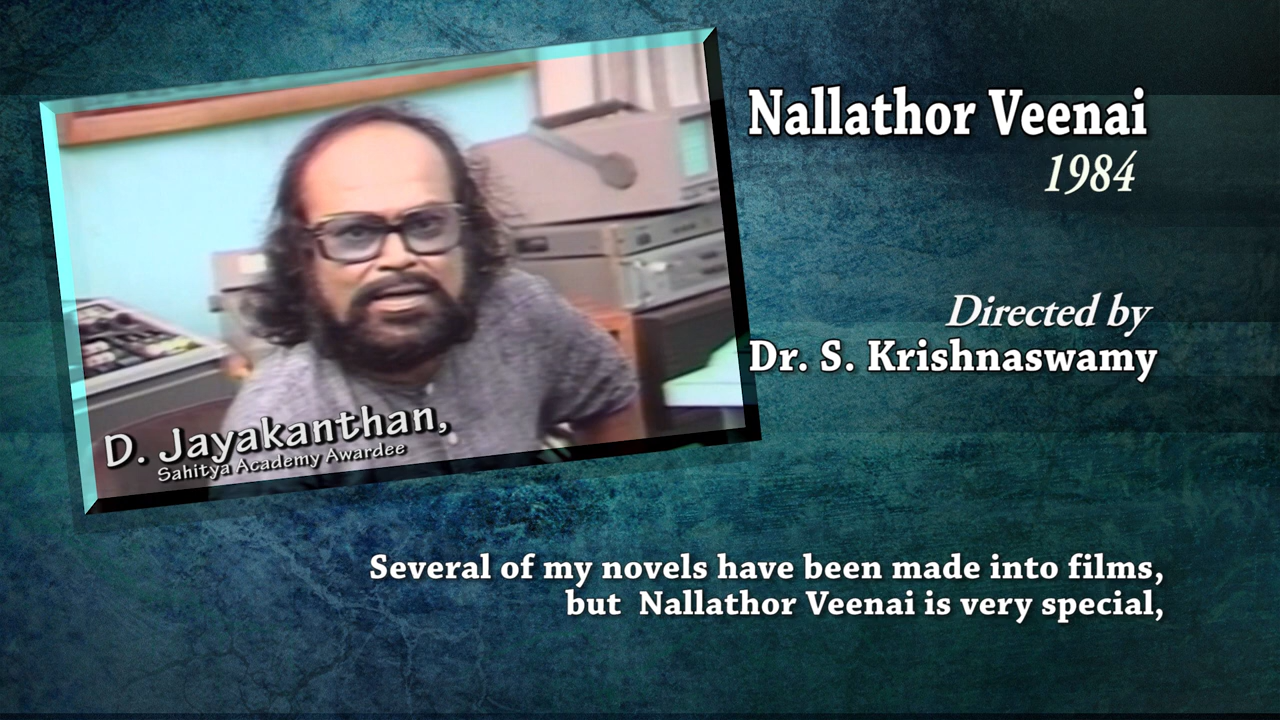 Nallathor Veenai
1984
Directed by
Dr. S. Krishnaswamy
D. Jayakanthan,
Sahitya Academy Awardee
Several of my novels have been made into films,
but Nallathor Veenai is very special,